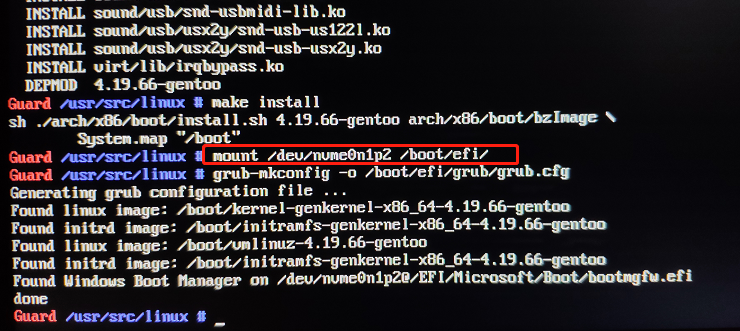 INSTALL sound/usb/snd-usbmidi-lib.ko
INSTALL sound/usb/usx2y/snd-usb-us122l.ko
INSTALL sound/usb/usx2y/snd-usb-usx2y.ko
INSTALL virt/lib/irqbypass.ko
DEPMOD 4.19.66-gentoo
Guard /usr/src/linux # make install
sh ./arch/x86/boot/install.sh 4.19.66-gentoo arch/x86/boot/bzImage \
System.map "/boot"
Guard /usr/src/linux # mount /dev/nvme0n1p2 /boot/efi/
Guard /usr/src/linux # grub-mkconfig -o /boot/efi/grub/grub.cfg
Generating grub configuration file ...
Found linux image: /boot/kernel-genkernel-x86_64-4.19.66-gentoo
Found initrd image: /boot/initramfs-genkernel-x86_64-4.19.66-gentoo
Found linux image: /boot/vmlinuz-4.19.66-gentoo
Found initrd image: /boot/initramfs-genkernel-x86_64-4.19.66-gentoo
Found Windows Boot Manager on /dev/nvme0n1p2@/EFI/Microsoft/Boot/bootmgfw.efi
done
Guard /usr/src/linux # _